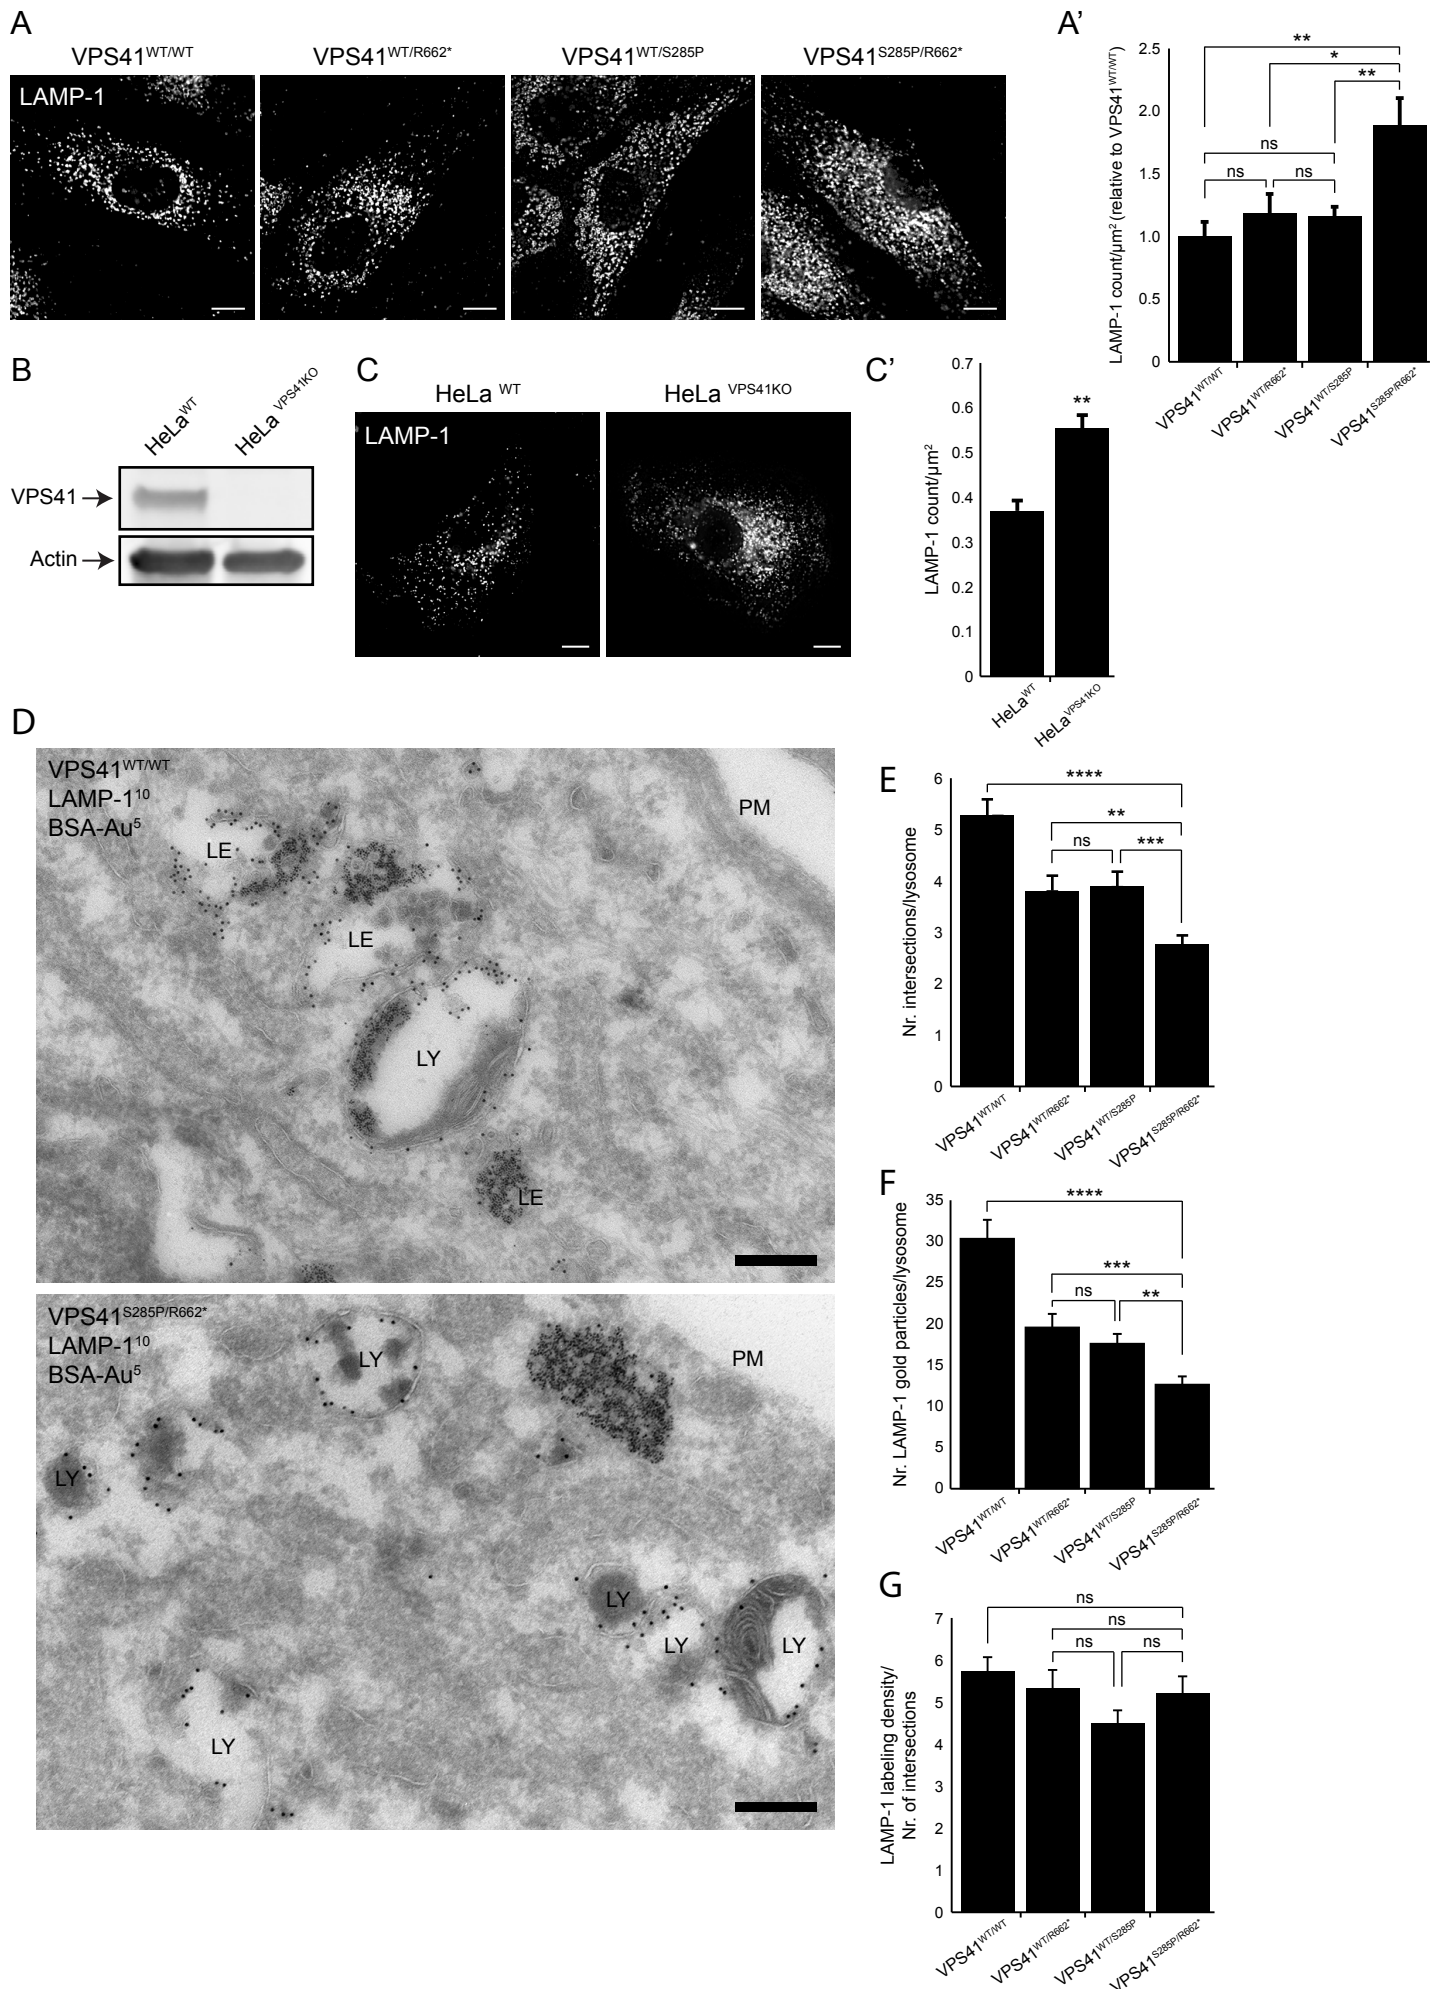 A
VPS41WT/WT
VPS41WT/R662*
VPS41WT/S285P
VPS41S285P/R662*
LAMP-1
A'
LAMP-1 count/µm² (relative to VPS41WT/WT)
2.5
2.0
1.5
1.0
0.5
0
**
*
**
ns
ns
ns
VPS41WT/WT
VPS41WT/R662*
VPS41WT/S285P
VPS41S285P/R662*
B
HeLaWT
HeLa VPS41KO
VPS41
Actin
C
HeLa WT
HeLa VPS41KO
LAMP-1
C'
LAMP-1 count/µm²
0.7
0.6
0.5
0.4
0.3
0.2
0.1
0
**
HeLaWT
HeLaVPS41KO
D
VPS41WT/WT
LAMP-1¹⁰
BSA-Au⁵
PM
LE
LE
LY
LE
VPS41S285P/R662*
LAMP-1¹⁰
BSA-Au⁵
PM
LY
LY
LY
LY
LY
LY
E
Nr. intersections/lysosome
6
5
4
3
2
1
0
****
**
ns
***
VPS41WT/WT
VPS41WT/R662*
VPS41WT/S285P
VPS41S285P/R662*
F
Nr. LAMP-1 gold particles/lysosome
35
30
25
20
15
10
5
0
****
***
ns
**
VPS41WT/WT
VPS41WT/R662*
VPS41WT/S285P
VPS41S285P/R662*
G
LAMP-1 labeling density/
Nr. of intersections
7
6
5
4
3
2
1
0
ns
ns
ns
ns
VPS41WT/WT
VPS41WT/R662*
VPS41WT/S285P
VPS41S285P/R662*